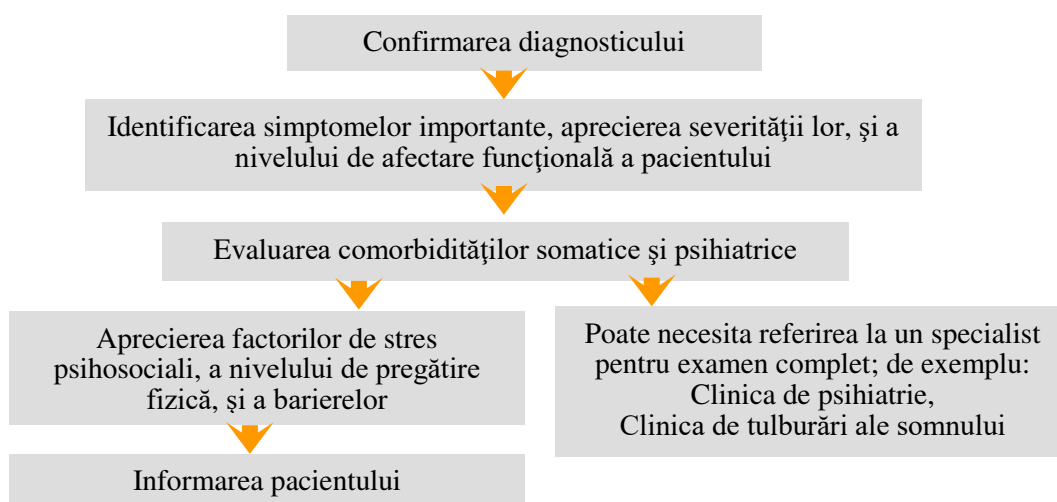 Confirmarea diagnosticului
Identificarea simptomelor importante, aprecierea severităţii lor, şi a
nivelului de afectare funcţională a pacientului
Evaluarea comorbidităţilor somatice şi psihiatrice
Aprecierea factorilor de stres
psihosociali, a nivelului de pregătire
fizică, și a barierelor
Poate necesita referirea la un specialist
pentru examen complet; de exemplu:
Clinica de psihiatrie,
Clinica de tulburări ale somnului
Informarea pacientului